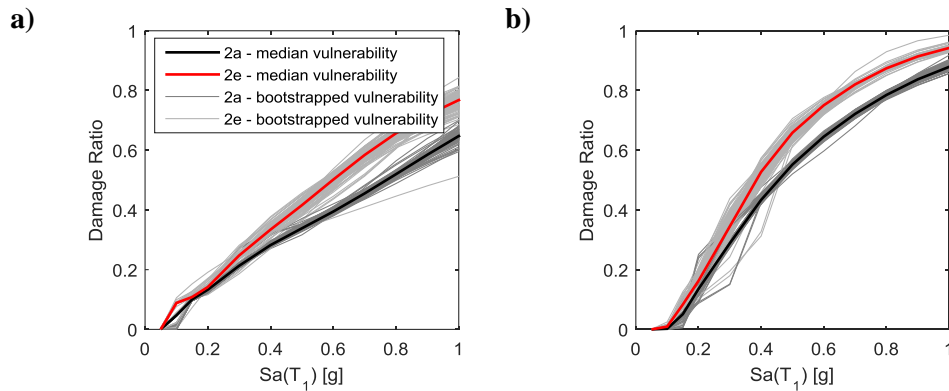 a)
1
0.8
0.6
0.4
0.2
0
Damage Ratio
2a - median vulnerability
2e - median vulnerability
2a - bootstrapped vulnerability
2e - bootstrapped vulnerability
0 0.2 0.4 0.6 0.8 1
Sa(T1) [g]
b)
1
0.8
0.6
0.4
0.2
0
Damage Ratio
0 0.2 0.4 0.6 0.8 1
Sa(T1) [g]